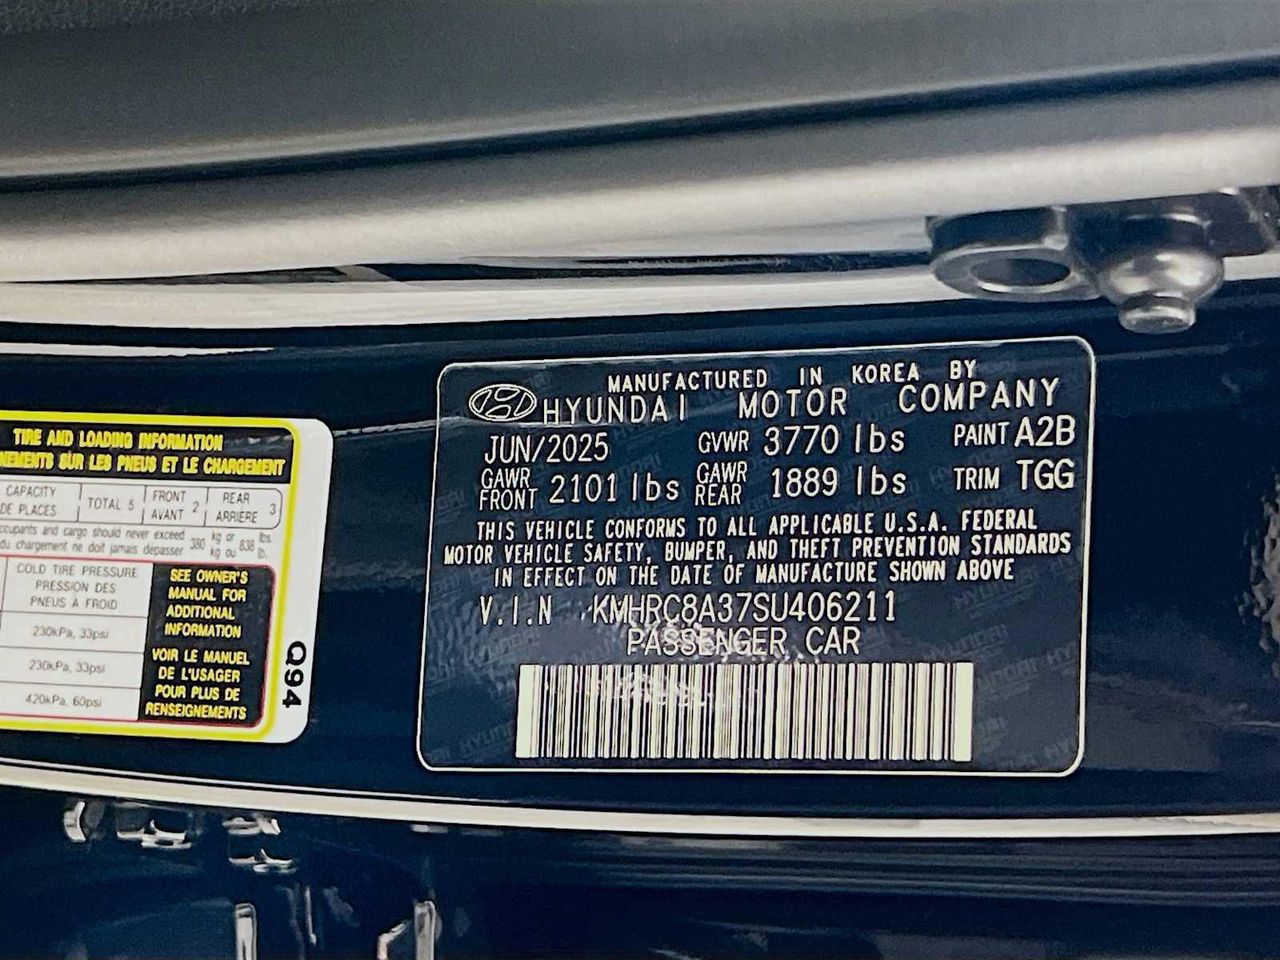 TIRE AND LOADING INFORMATION
NEMENTS SUR LES PNEUS ET LE CHARGEMENT
CAPACITY
DE PLACES
TOTAL 5
FRONT
AVANT
2
REAR
ARRIERE
3
ccupants and cargo should never exceed
du chargement ne doit jamais depasser
380 kg or 838 lbs.
kg ou lb.
COLD TIRE PRESSURE
PRESSION DES
PNEUS A FROID
230kPa, 33psi
230kPa, 33psi
420kPa, 60psi
SEE OWNER'S
MANUAL FOR
ADDITIONAL
INFORMATION
VOIR LE MANUEL
DE L'USAGER
POUR PLUS DE
RENSEIGNEMENTS
Q94
MANUFACTURED IN KOREA BY
HYUNDAI MOTOR COMPANY
JUN/2025 GVWR 3770 lbs PAINT A2B
GAWR FRONT 2101 lbs GAWR REAR 1889 lbs TRIM TGG
THIS VEHICLE CONFORMS TO ALL APPLICABLE U.S.A. FEDERAL
MOTOR VEHICLE SAFETY, BUMPER, AND THEFT PREVENTION STANDARDS
IN EFFECT ON THE DATE OF MANUFACTURE SHOWN ABOVE
V.I.N KMHRC8A37SU406211
PASSENGER CAR